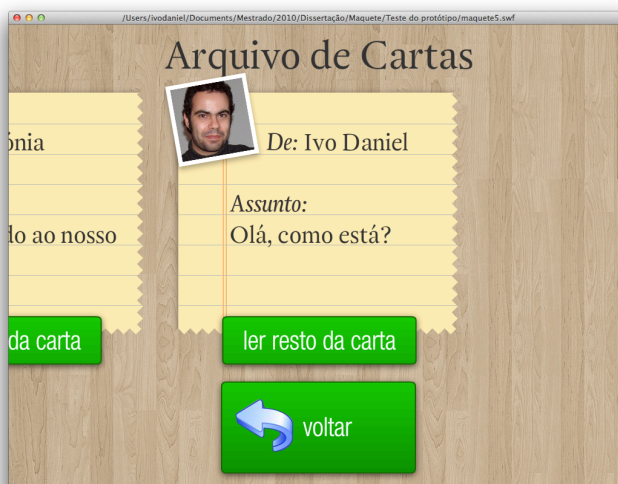 /Users/ivodaniel/Documents/Mestrado/2010/Dissertação/Maquete/Teste do protótipo/maquete5.swf
Arquivo de Cartas
ónia
do ao nosso
da carta
De: Ivo Daniel
Assunto:
Olá, como está?
ler resto da carta
voltar